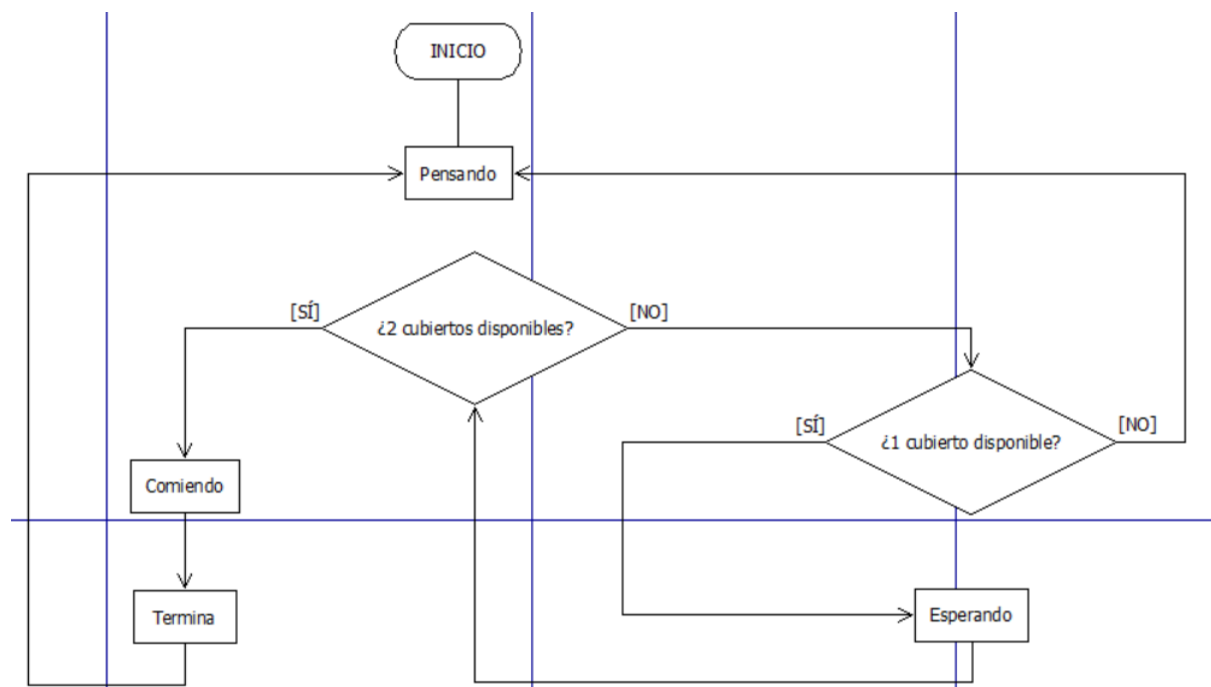 INICIO
Pensando
[SÍ]
¿2 cubiertos disponibles?
[NO]
[SÍ]
¿1 cubierto disponible?
[NO]
Comiendo
Termina
Esperando